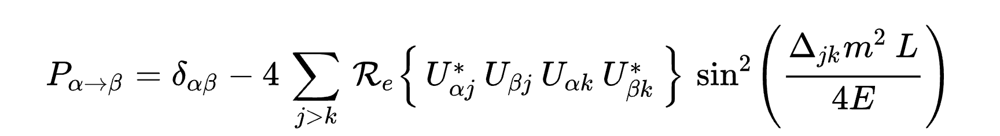 P_{α→β} = δ_{αβ} − 4 ∑_{j>k} ℛ_e{ U*_{αj} U_{βj} U_{αk} U*_{βk} } sin²(Δ_{jk}m² L / 4E)